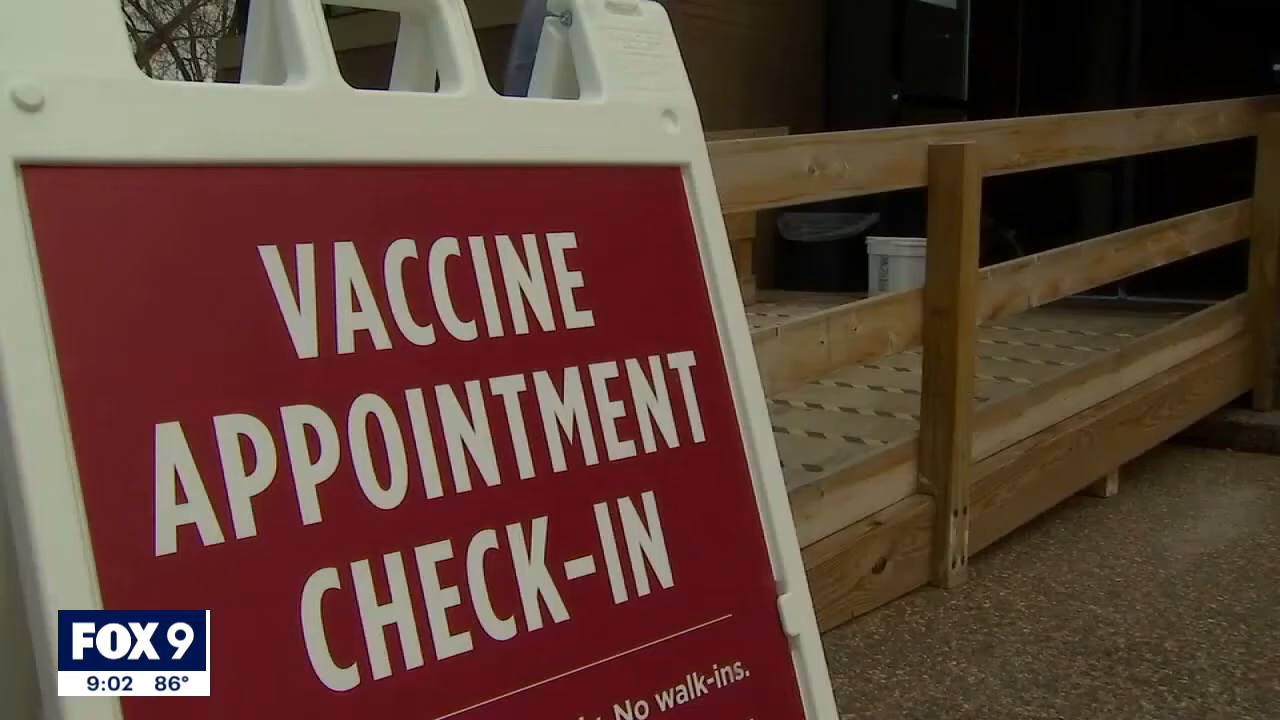 VACCINE
APPOINTMENT
CHECK-IN
No walk-ins.
FOX 9
9:02 86°